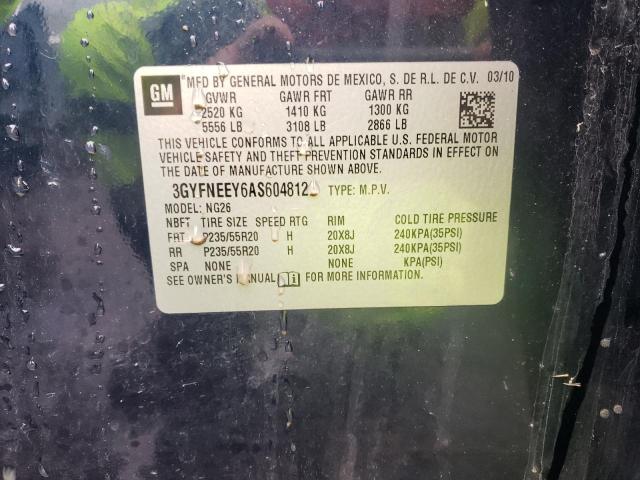 GM
MFD BY GENERAL MOTORS DE MEXICO, S. DE R.L. DE C.V. 03/10
GVWR GAWR FRT GAWR RR
2520 KG 1410 KG 1300 KG
5556 LB 3108 LB 2866 LB
THIS VEHICLE CONFORMS TO ALL APPLICABLE U.S. FEDERAL MOTOR
VEHICLE SAFETY AND THEFT PREVENTION STANDARDS IN EFFECT ON
THE DATE OF MANUFACTURE SHOWN ABOVE.
3GYFNEEY6AS604812 TYPE: M.P.V.
MODEL: NG26
NBFT TIRE SIZE SPEED RTG RIM COLD TIRE PRESSURE
FRT P235/55R20 H 20X8J 240KPA(35PSI)
RR P235/55R20 H 20X8J 240KPA(35PSI)
SPA NONE NONE KPA(PSI)
SEE OWNER'S MANUAL FOR MORE INFORMATION.